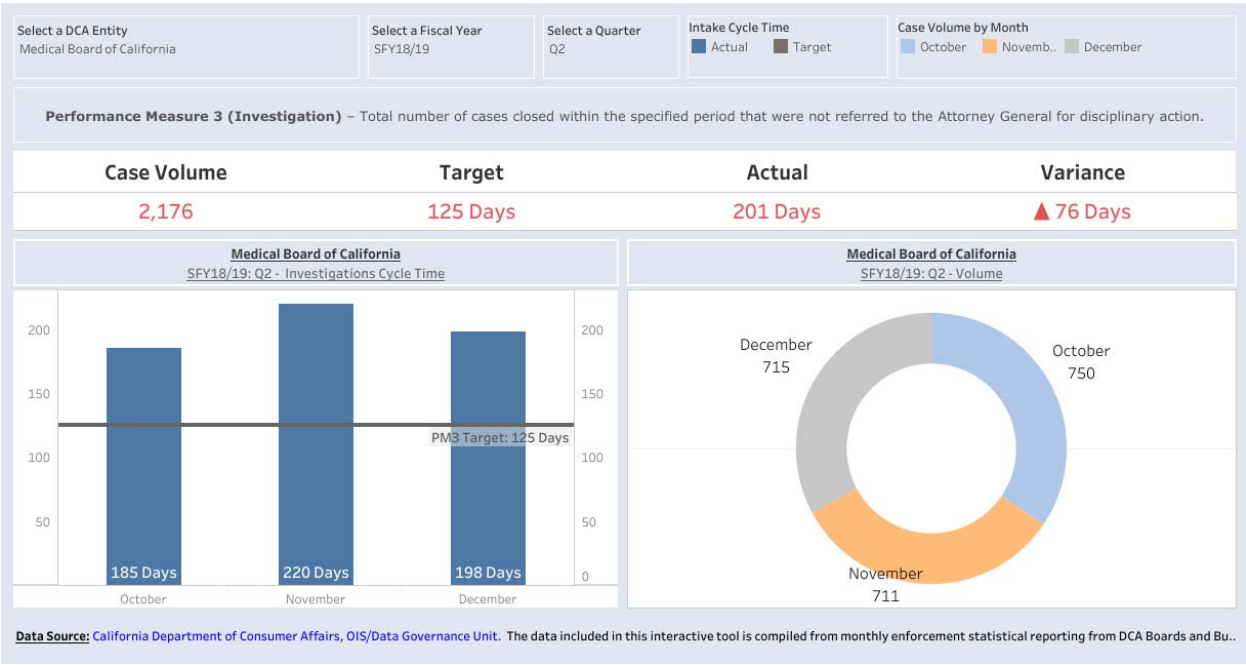 Select a DCA Entity
Medical Board of California
Select a Fiscal Year
SFY18/19
Select a Quarter
Q2
Intake Cycle Time
Actual
Target
Case Volume by Month
October
Novemb..
December
Performance Measure 3 (Investigation) – Total number of cases closed within the specified period that were not referred to the Attorney General for disciplinary action.
Case Volume
Target
Actual
Variance
2,176
125 Days
201 Days
▲ 76 Days
Medical Board of California
SFY18/19: Q2 - Investigations Cycle Time
200
150
100
50
PM3 Target: 125 Days
200
150
100
50
0
185 Days
220 Days
198 Days
October
November
December
Medical Board of California
SFY18/19: Q2 - Volume
December
715
October
750
November
711
Data Source: California Department of Consumer Affairs, OIS/Data Governance Unit. The data included in this interactive tool is compiled from monthly enforcement statistical reporting from DCA Boards and Bu..